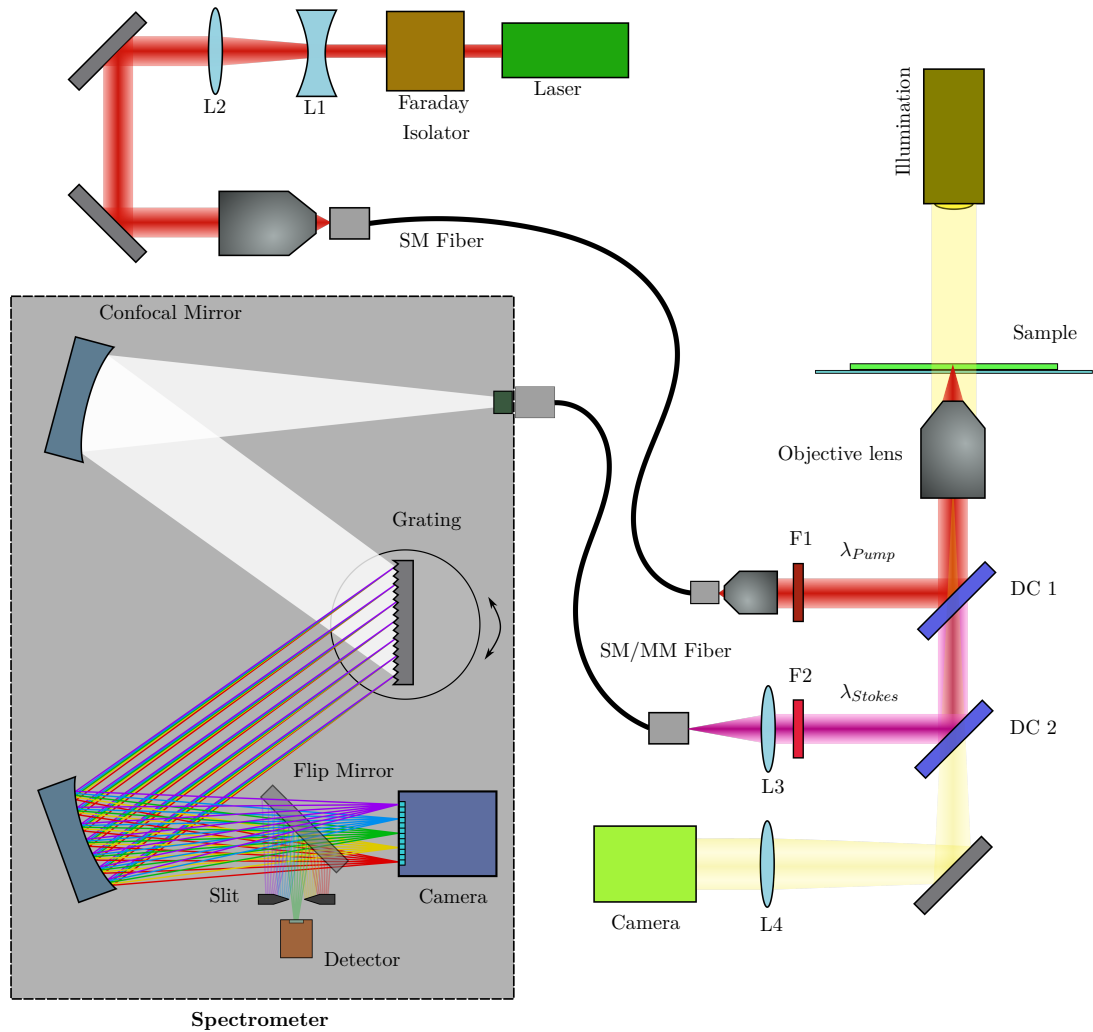 L2
L1
Faraday
Isolator
Laser
Illumination
SM Fiber
Confocal Mirror
Sample
Objective lens
Grating
F1
λPump
DC 1
SM/MM Fiber
F2
λStokes
DC 2
Flip Mirror
L3
Slit
Camera
Detector
Camera
L4
Spectrometer